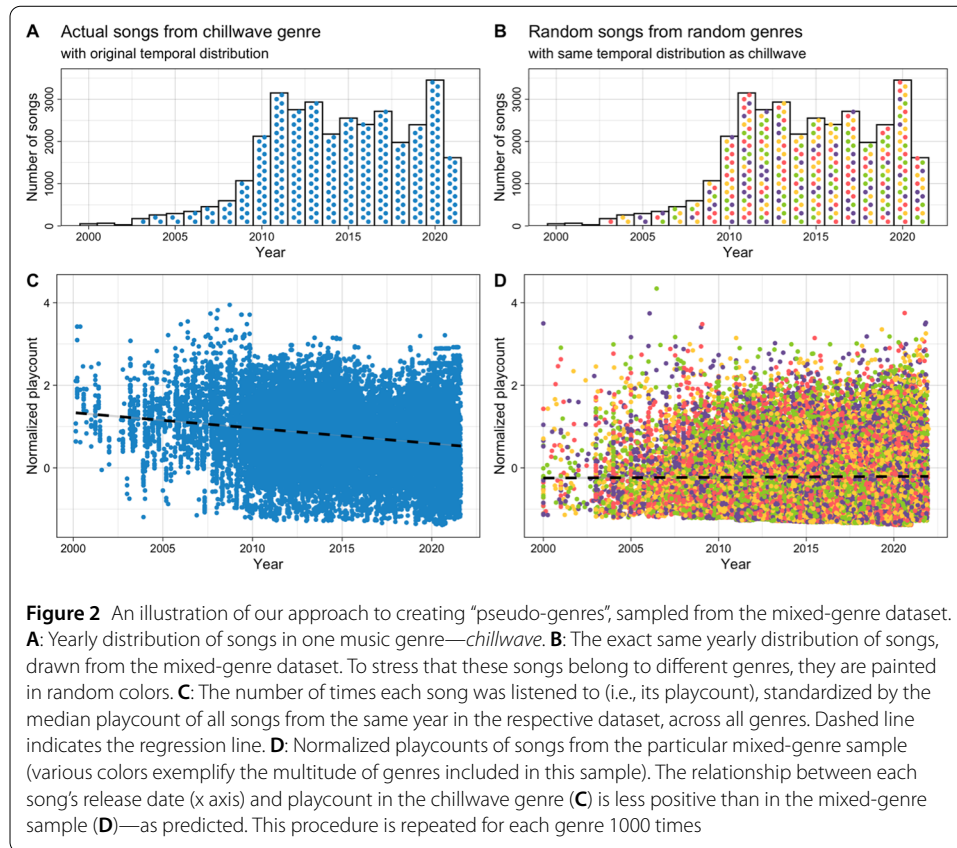 A Actual songs from chillwave genre
with original temporal distribution
Number of songs
3000
2000
1000
0
2000 2005 2010 2015 2020
Year
B Random songs from random genres
with same temporal distribution as chillwave
Number of songs
3000
2000
1000
0
2000 2005 2010 2015 2020
Year
C
Normalized playcount
4
2
0
2000 2005 2010 2015 2020
Year
D
Normalized playcount
4
2
0
2000 2005 2010 2015 2020
Year
Figure 2 An illustration of our approach to creating “pseudo-genres”, sampled from the mixed-genre dataset.
A: Yearly distribution of songs in one music genre—chillwave. B: The exact same yearly distribution of songs,
drawn from the mixed-genre dataset. To stress that these songs belong to different genres, they are painted
in random colors. C: The number of times each song was listened to (i.e., its playcount), standardized by the
median playcount of all songs from the same year in the respective dataset, across all genres. Dashed line
indicates the regression line. D: Normalized playcounts of songs from the particular mixed-genre sample
(various colors exemplify the multitude of genres included in this sample). The relationship between each
song’s release date (x axis) and playcount in the chillwave genre (C) is less positive than in the mixed-genre
sample (D)—as predicted. This procedure is repeated for each genre 1000 times